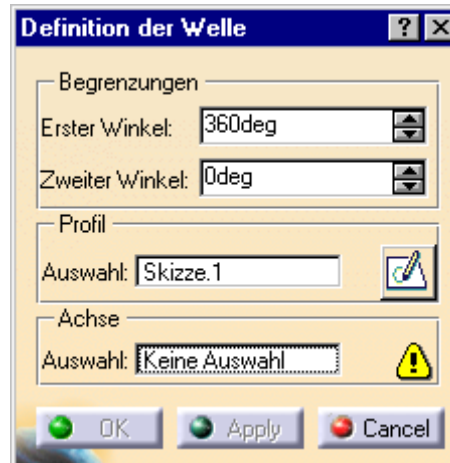 Definition der Welle
Begrenzungen
Erster Winkel: 360deg
Zweiter Winkel: 0deg
Profil
Auswahl: Skizze.1
Achse
Auswahl: Keine Auswahl
OK Apply Cancel